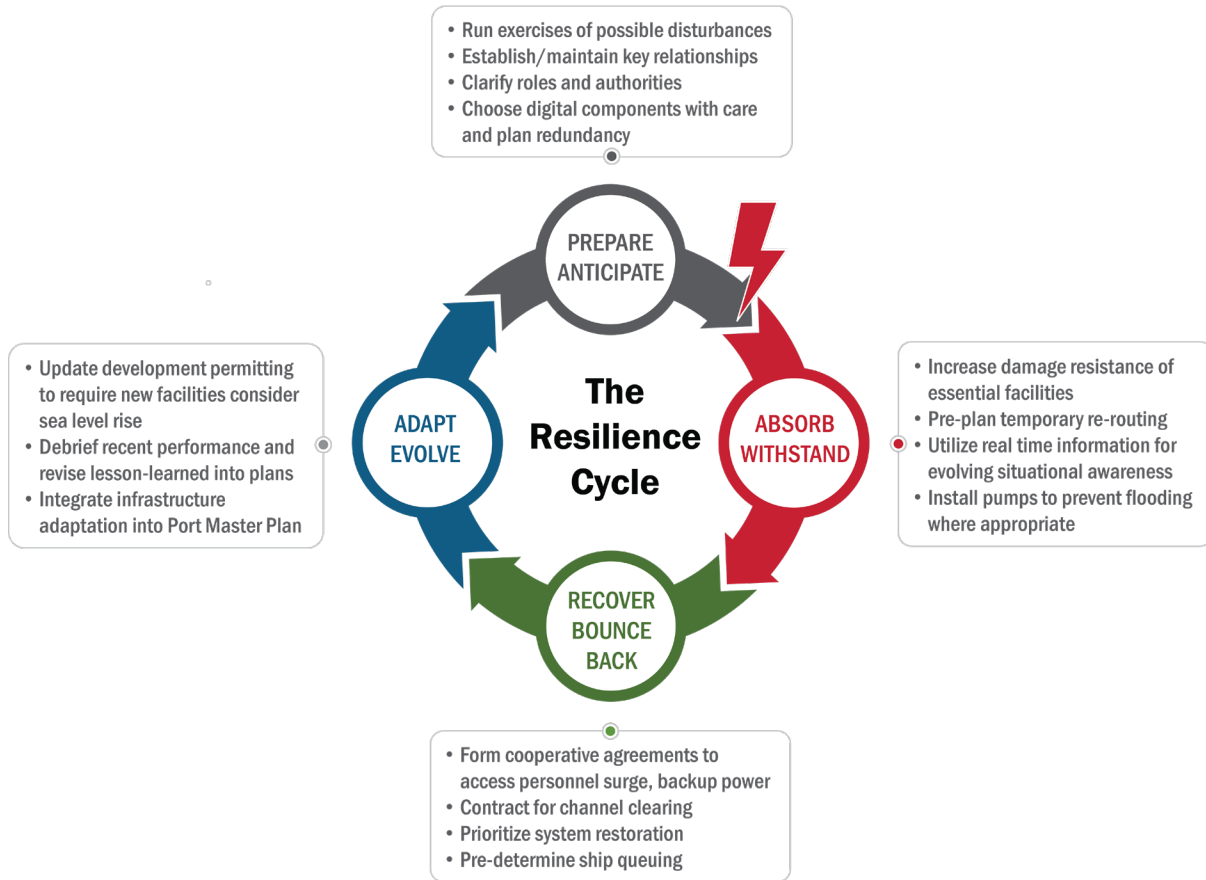 • Run exercises of possible disturbances
• Establish/maintain key relationships
• Clarify roles and authorities
• Choose digital components with care
and plan redundancy
PREPARE
ANTICIPATE
The
Resilience
Cycle
ABSORB
WITHSTAND
• Increase damage resistance of
essential facilities
• Pre-plan temporary re-routing
• Utilize real time information for
evolving situational awareness
• Install pumps to prevent flooding
where appropriate
RECOVER
BOUNCE
BACK
• Form cooperative agreements to
access personnel surge, backup power
• Contract for channel clearing
• Prioritize system restoration
• Pre-determine ship queuing
ADAPT
EVOLVE
• Update development permitting
to require new facilities consider
sea level rise
• Debrief recent performance and
revise lesson-learned into plans
• Integrate infrastructure
adaptation into Port Master Plan